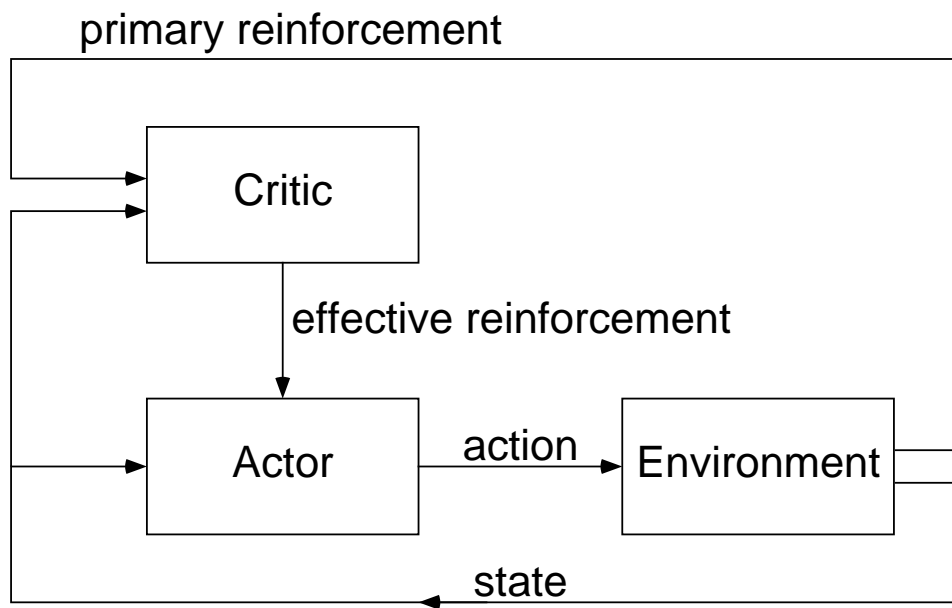 primary reinforcement
Critic
effective reinforcement
Actor
action
Environment
state